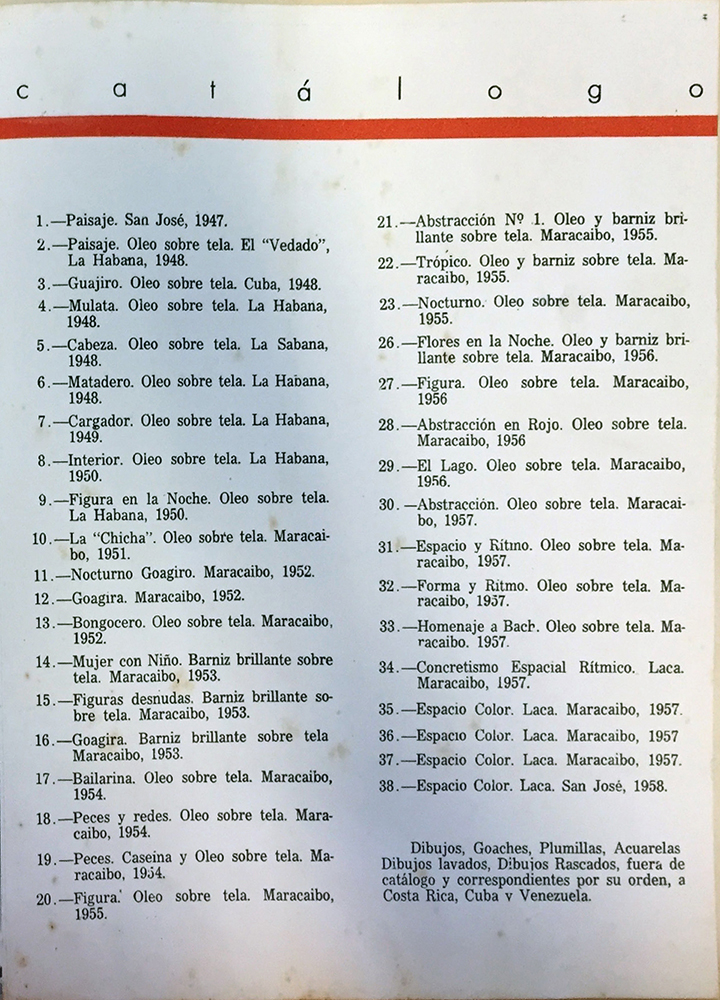 catálogo
1.—Paisaje. San José, 1947.
2.—Paisaje. Oleo sobre tela. El "Vedado",
La Habana, 1948.
3.—Guajiro. Oleo sobre tela. Cuba, 1948.
4.—Mulata. Oleo sobre tela. La Habana,
1948.
5.—Cabeza. Oleo sobre tela. La Sabana,
1948.
6.—Matadero. Oleo sobre tela. La Habana,
1948.
7.—Cargador. Oleo sobre tela. La Habana,
1949.
8.—Interior. Oleo sobre tela. La Habana,
1950.
9.—Figura en la Noche. Oleo sobre tela.
La Habana, 1950.
10.—La "Chicha". Oleo sobre tela. Maracai-
bo, 1951.
11.—Nocturno Goagiro. Maracaibo, 1952.
12.—Goagira. Maracaibo, 1952.
13.—Bongocero. Oleo sobre tela. Maracaibo,
1952.
14.—Mujer con Niño. Barniz brillante sobre
tela. Maracaibo, 1953.
15.—Figuras desnudas. Barniz brillante so-
bre tela. Maracaibo, 1953.
16.—Goagira. Barniz brillante sobre tela
Maracaibo, 1953.
17.—Bailarina. Oleo sobre tela. Maracaibo,
1954.
18.—Peces y redes. Oleo sobre tela. Mara-
caibo, 1954.
19.—Peces. Caseina y Oleo sobre tela. Ma-
racaibo, 1954.
20.—Figura. Oleo sobre tela. Maracaibo,
1955.
21.—Abstracción Nº 1. Oleo y barniz bri-
llante sobre tela. Maracaibo, 1955.
22.—Trópico. Oleo y barniz sobre tela. Ma-
racaibo, 1955.
23.—Nocturno. Oleo sobre tela. Maracaibo,
1955.
26.—Flores en la Noche. Oleo y barniz bri-
llante sobre tela. Maracaibo, 1956.
27.—Figura. Oleo sobre tela. Maracaibo,
1956
28.—Abstracción en Rojo. Oleo sobre tela.
Maracaibo, 1956
29.—El Lago. Oleo sobre tela. Maracaibo,
1956.
30.—Abstracción. Oleo sobre tela. Maracai-
bo, 1957.
31.—Espacio y Ritmo. Oleo sobre tela. Ma-
racaibo, 1957.
32.—Forma y Ritmo. Oleo sobre tela. Ma-
racaibo, 1957.
33.—Homenaje a Bach. Oleo sobre tela. Ma-
racaibo. 1957.
34.—Concretismo Espacial Rítmico. Laca.
Maracaibo, 1957.
35.—Espacio Color. Laca. Maracaibo, 1957.
36.—Espacio Color. Laca. Maracaibo, 1957
37.—Espacio Color. Laca. Maracaibo, 1957.
38.—Espacio Color. Laca. San José, 1958.
Dibujos, Goaches, Plumillas, Acuarelas
Dibujos lavados, Dibujos Rascados, fuera de
catálogo y correspondientes por su orden, a
Costa Rica, Cuba y Venezuela.